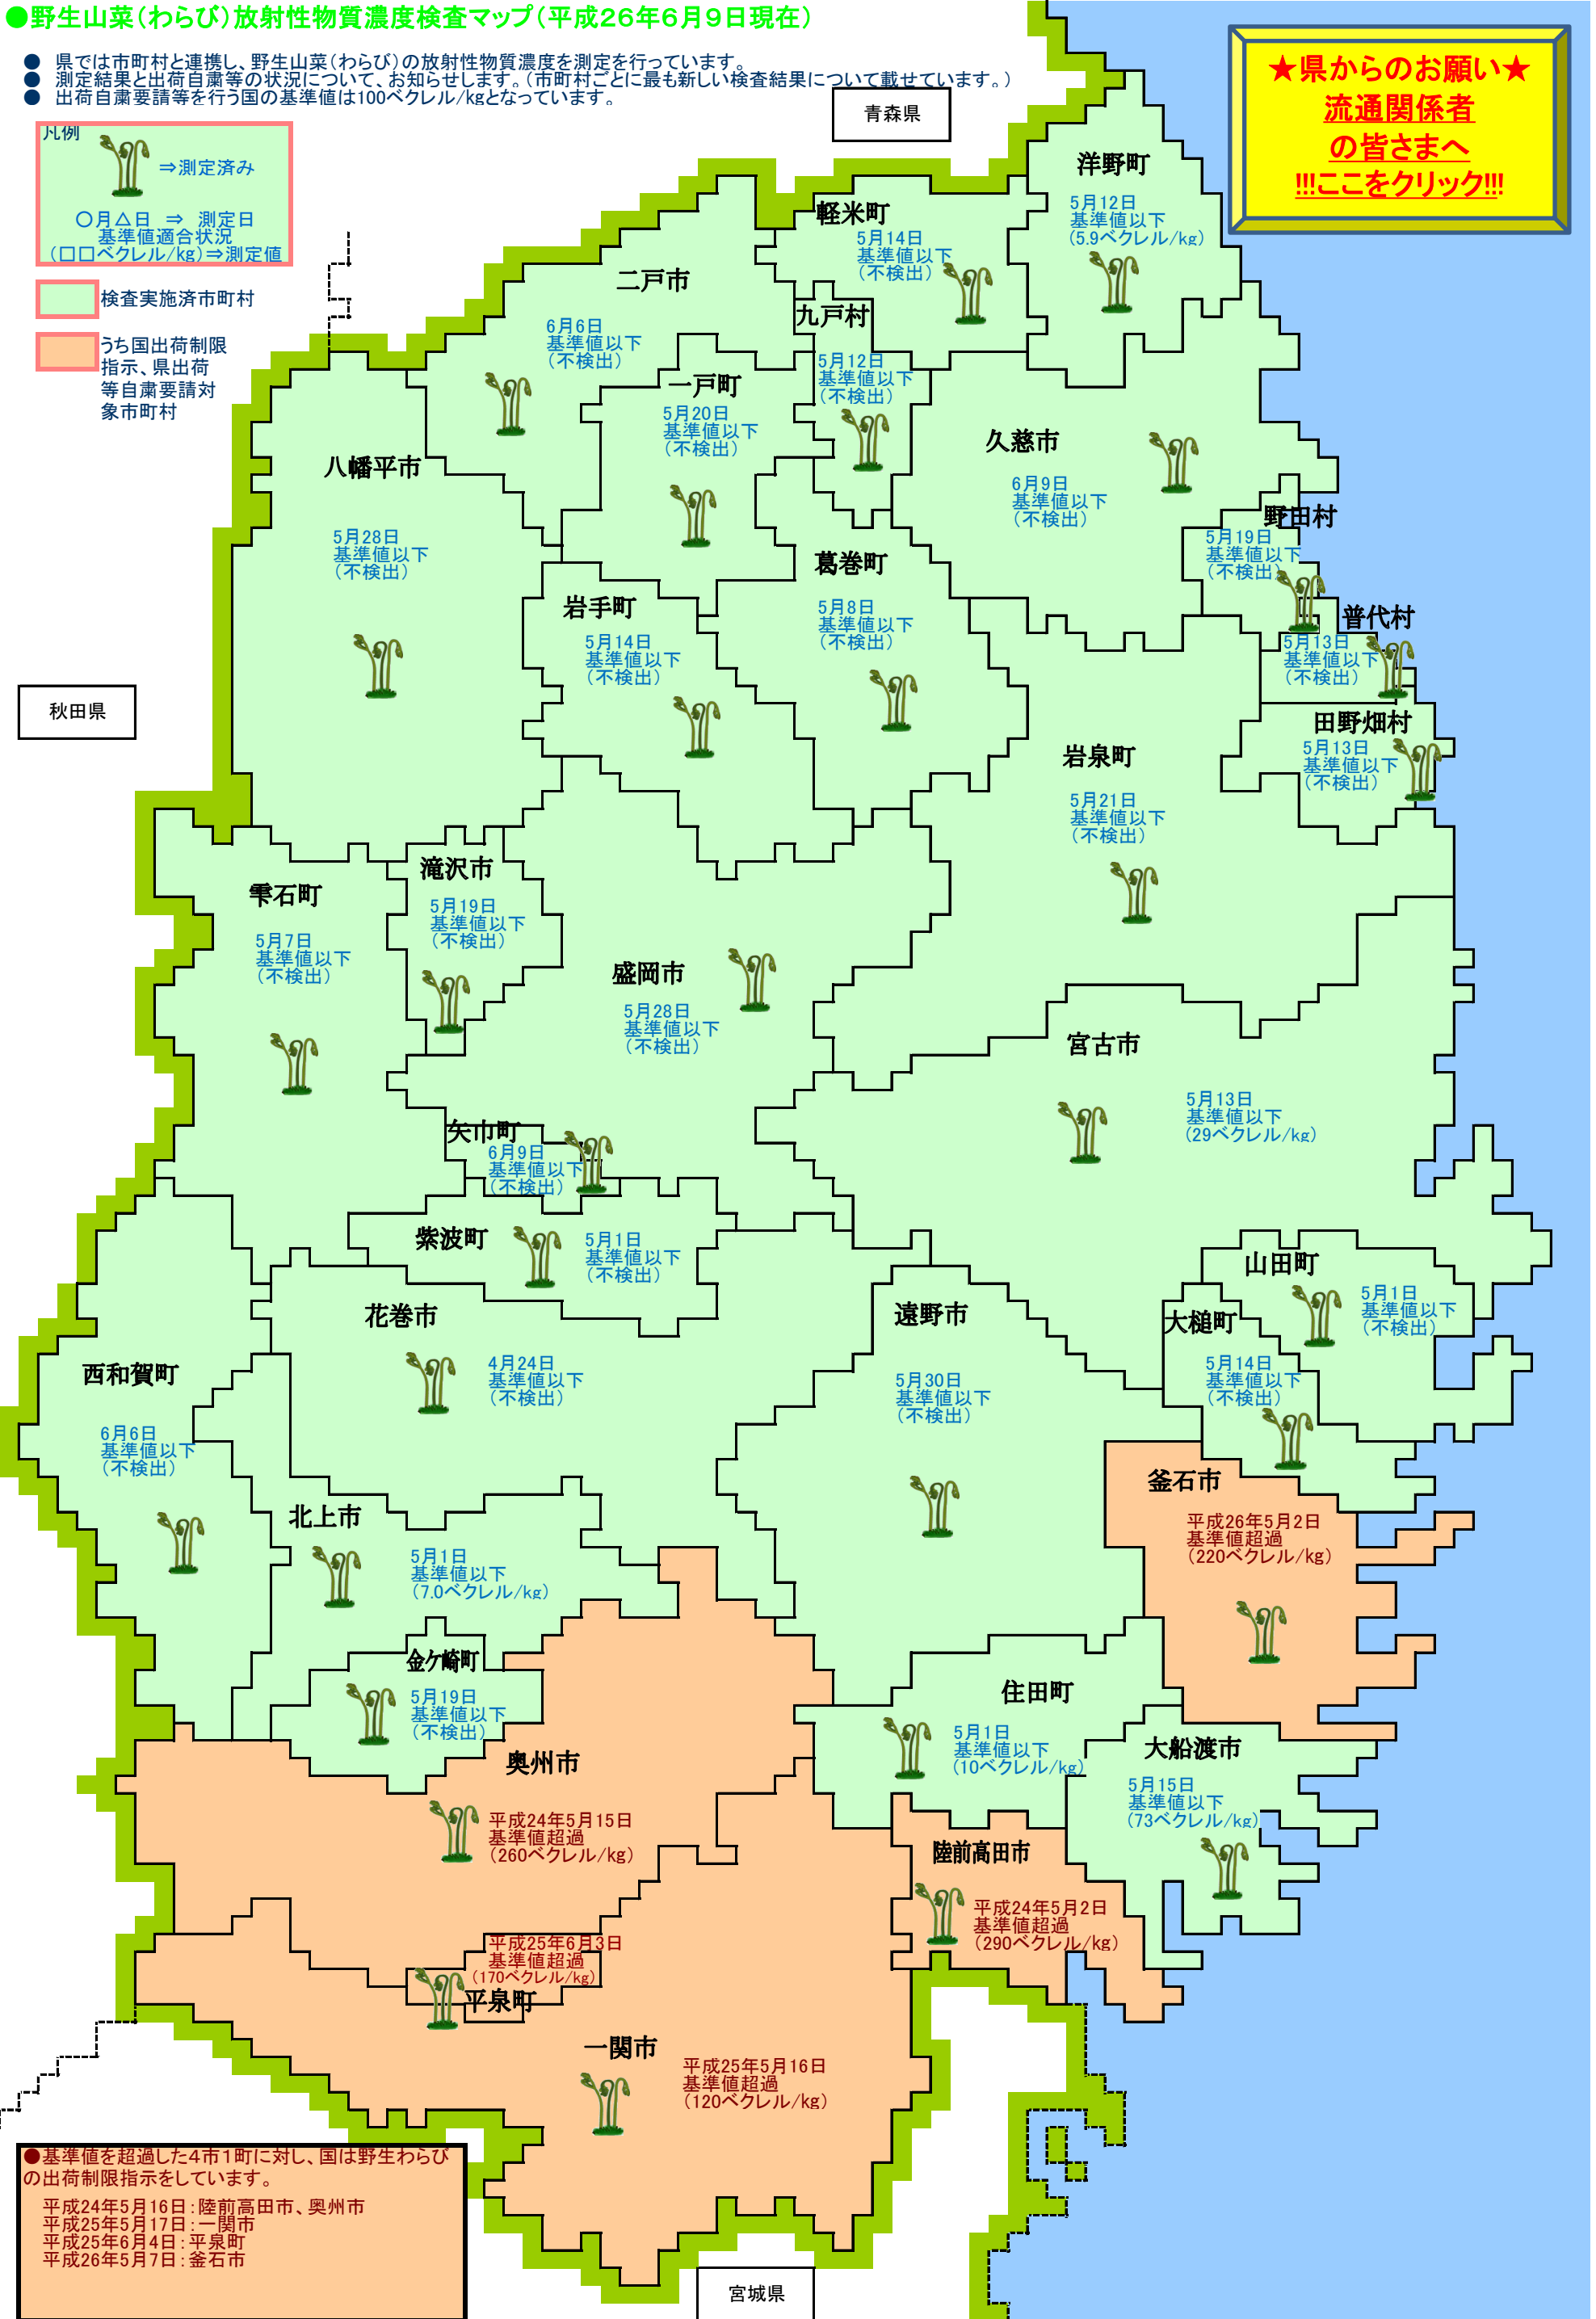 ●野生山菜（わらび）放射性物質濃度検査マップ（平成２６年６月９日現在）
● 県では市町村と連携し、野生山菜（わらび）の放射性物質濃度を測定を行っています。
● 測定結果と出荷自粛等の状況について、お知らせします。（市町村ごとに最も新しい検査結果について載せています。）
● 出荷自粛要請等を行う国の基準値は100ベクレル/kgとなっています。
★県からのお願い★
流通関係者
の皆さまへ
!!!ここをクリック!!!
凡例
⇒測定済み
〇月△日 ⇒ 測定日
基準値適合状況
（□□ベクレル/kg）⇒測定値
検査実施済市町村
うち国出荷制限
指示、県出荷
等自粛要請対
象市町村
青森県
洋野町
5月12日
基準値以下
（5.9ベクレル/kg）
軽米町
5月14日
基準値以下
（不検出）
二戸市
6月6日
基準値以下
（不検出）
九戸村
5月12日
基準値以下
（不検出）
一戸町
5月20日
基準値以下
（不検出）
久慈市
6月9日
基準値以下
（不検出）
八幡平市
5月28日
基準値以下
（不検出）
野田村
5月19日
基準値以下
（不検出）
葛巻町
5月8日
基準値以下
（不検出）
岩手町
5月14日
基準値以下
（不検出）
普代村
5月13日
基準値以下
（不検出）
秋田県
田野畑村
5月13日
基準値以下
（不検出）
岩泉町
5月21日
基準値以下
（不検出）
滝沢市
5月19日
基準値以下
（不検出）
雫石町
5月7日
基準値以下
（不検出）
盛岡市
5月28日
基準値以下
（不検出）
宮古市
5月13日
基準値以下
（29ベクレル/kg）
矢巾町
6月9日
基準値以下
（不検出）
紫波町
5月1日
基準値以下
（不検出）
山田町
5月1日
基準値以下
（不検出）
花巻市
4月24日
基準値以下
（不検出）
遠野市
5月30日
基準値以下
（不検出）
大槌町
5月14日
基準値以下
（不検出）
西和賀町
6月6日
基準値以下
（不検出）
釜石市
平成26年5月2日
基準値超過
（220ベクレル/kg）
北上市
5月1日
基準値以下
（7.0ベクレル/kg）
金ケ崎町
5月19日
基準値以下
（不検出）
住田町
5月1日
基準値以下
（10ベクレル/kg）
大船渡市
5月15日
基準値以下
（73ベクレル/kg）
奥州市
平成24年5月15日
基準値超過
（260ベクレル/kg）
陸前高田市
平成24年5月2日
基準値超過
（290ベクレル/kg）
平成25年6月3日
基準値超過
（170ベクレル/kg）
平泉町
一関市
平成25年5月16日
基準値超過
（120ベクレル/kg）
●基準値を超過した４市１町に対し、国は野生わらび
の出荷制限指示をしています。
平成24年5月16日：陸前高田市、奥州市
平成25年5月17日：一関市
平成25年6月4日：平泉町
平成26年5月7日：釜石市
宮城県